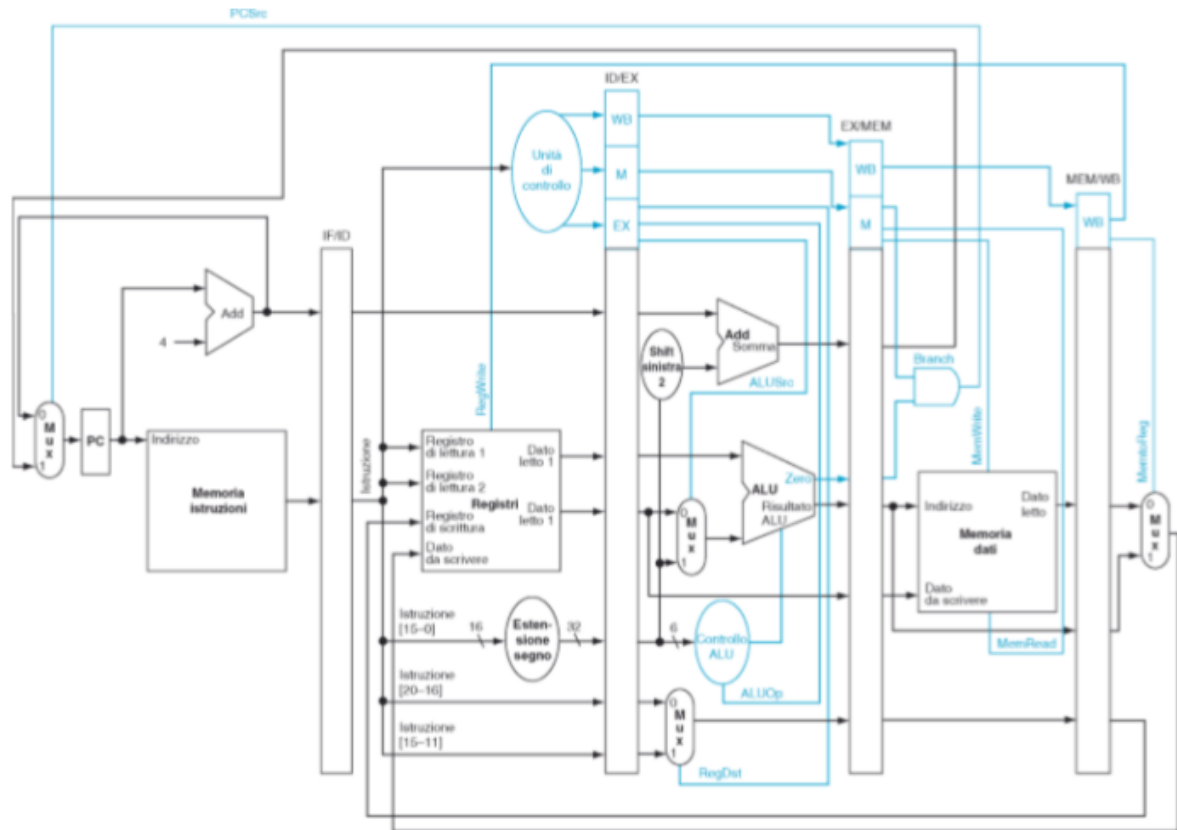 PCSrc
ID/EX
WB
EX/MEM
Unità
di
controllo
M
WB
MEM/WB
EX
M
WB
IF/ID
Add
4
Add
Somma
Shift
sinistra
2
ALUSrc
Branch
RegWrite
MemWrite
MemtoReg
0
M
u
x
1
PC
Indirizzo
Memoria
istruzioni
Istruzione
Registro
di lettura 1
Registro
di lettura 2
Registro
di scrittura
Dato
da scrivere
Registri
Dato
letto 1
Dato
letto 1
0
M
u
x
1
ALU
Zero
Risultato
ALU
Indirizzo
Dato
letto
Memoria
dati
Dato
da scrivere
0
M
u
x
1
Istruzione
[15–0]
16
Esten-
sione
segno
32
6
Controllo
ALU
MemRead
Istruzione
[20–16]
ALUOp
0
M
u
x
1
Istruzione
[15–11]
RegDst